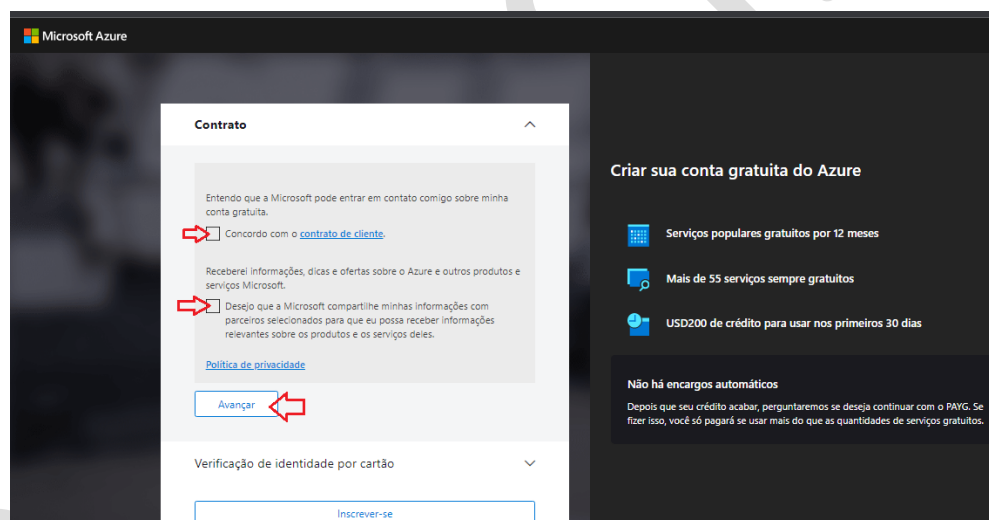 Microsoft Azure
Contrato
Entendo que a Microsoft pode entrar em contato comigo sobre minha
conta gratuita.
Concordo com o contrato de cliente.
Receberei informações, dicas e ofertas sobre o Azure e outros produtos e
serviços Microsoft.
Desejo que a Microsoft compartilhe minhas informações com
parceiros selecionados para que eu possa receber informações
relevantes sobre os produtos e os serviços deles.
Política de privacidade
Avançar
Verificação de identidade por cartão
Inscrever-se
Criar sua conta gratuita do Azure
Serviços populares gratuitos por 12 meses
Mais de 55 serviços sempre gratuitos
USD200 de crédito para usar nos primeiros 30 dias
Não há encargos automáticos
Depois que seu crédito acabar, perguntaremos se deseja continuar com o PAYG. Se
fizer isso, você só pagará se usar mais do que as quantidades de serviços gratuitos.